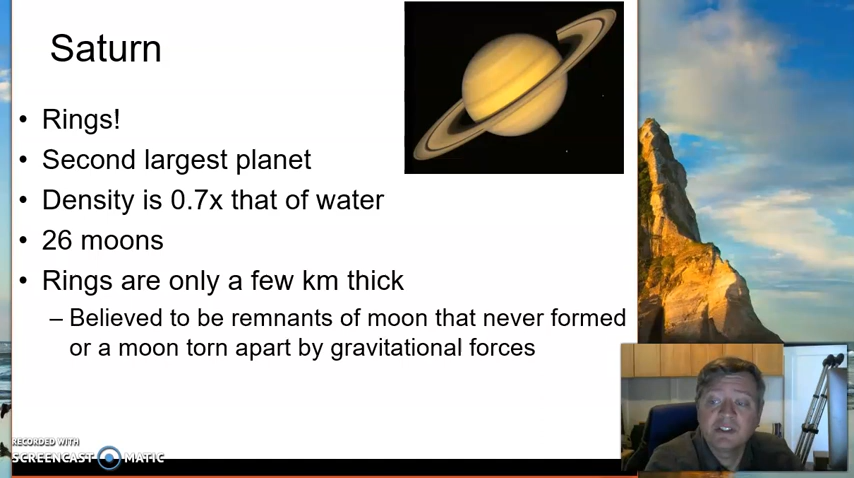 Saturn
• Rings!
• Second largest planet
• Density is 0.7x that of water
• 26 moons
• Rings are only a few km thick
– Believed to be remnants of moon that never formed
or a moon torn apart by gravitational forces
RECORDED WITH
SCREENCAST MATIC